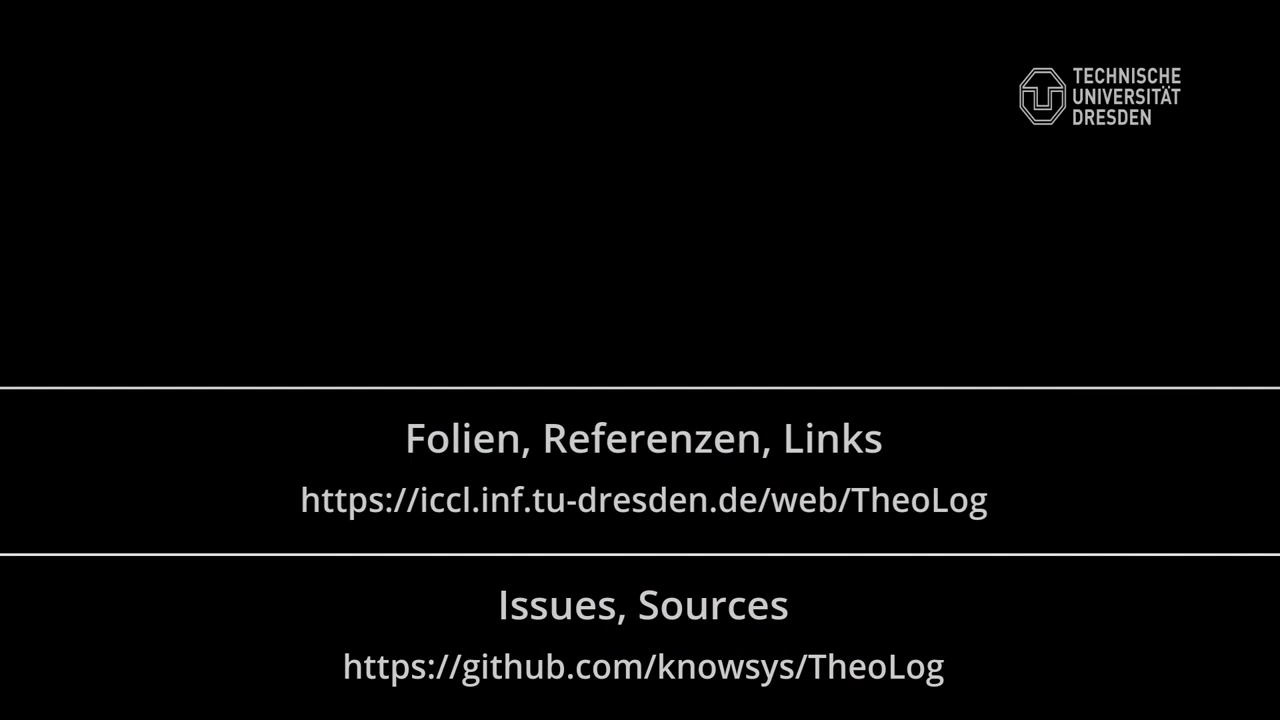 TECHNISCHE
UNIVERSITÄT
DRESDEN
Folien, Referenzen, Links
https://iccl.inf.tu-dresden.de/web/TheoLog
Issues, Sources
https://github.com/knowsys/TheoLog